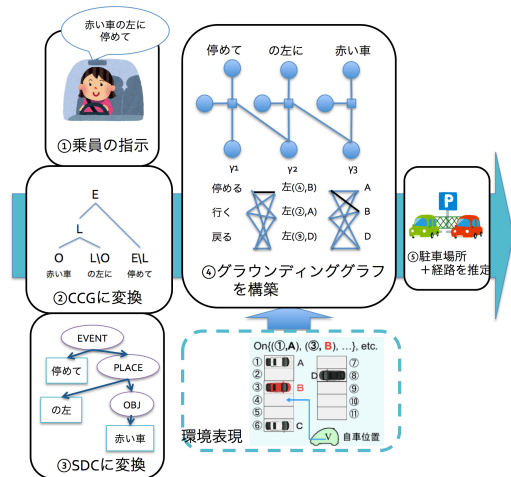 赤い車の左に
停めて
①乗員の指示
E
L
O L\O E\L
赤い車 の左に 停めて
②CCGに変換
EVENT
停めて
PLACE
の左
OBJ
赤い車
③SDCに変換
停めて の左に 赤い車
γ1 γ2 γ3
停める 左(④,B) A
行く 左(②,A) B
戻る 左(⑨,D) D
④グラウンディンググラフ
を構築
On{(①,A), (③, B), …}, etc.
① A ⑦
② D ⑧
③ B ⑨
④ ⑩
⑤ ⑪
⑥ C
V 自車位置
環境表現
P
⑤駐車場所
+経路を推定